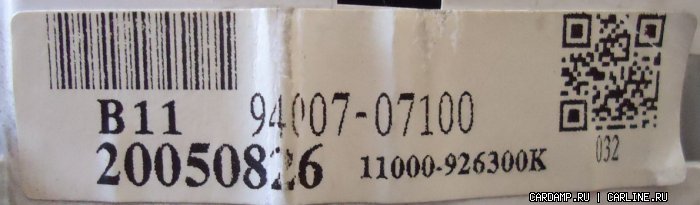 B11 94007-07100
20050826 11000-926300K
032
CARDAMP.RU | CARLINE.RU